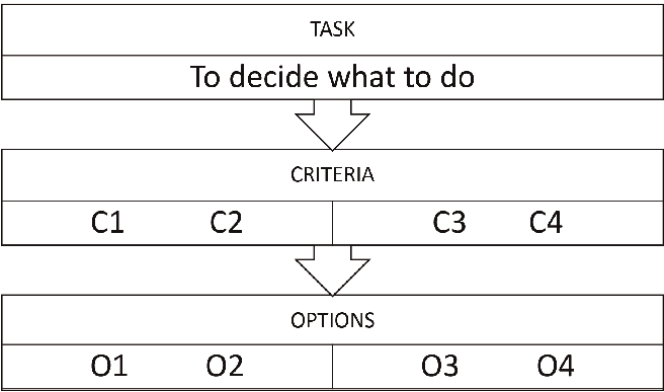 TASK
To decide what to do
CRITERIA
C1 C2 C3 C4
OPTIONS
O1 O2 O3 O4